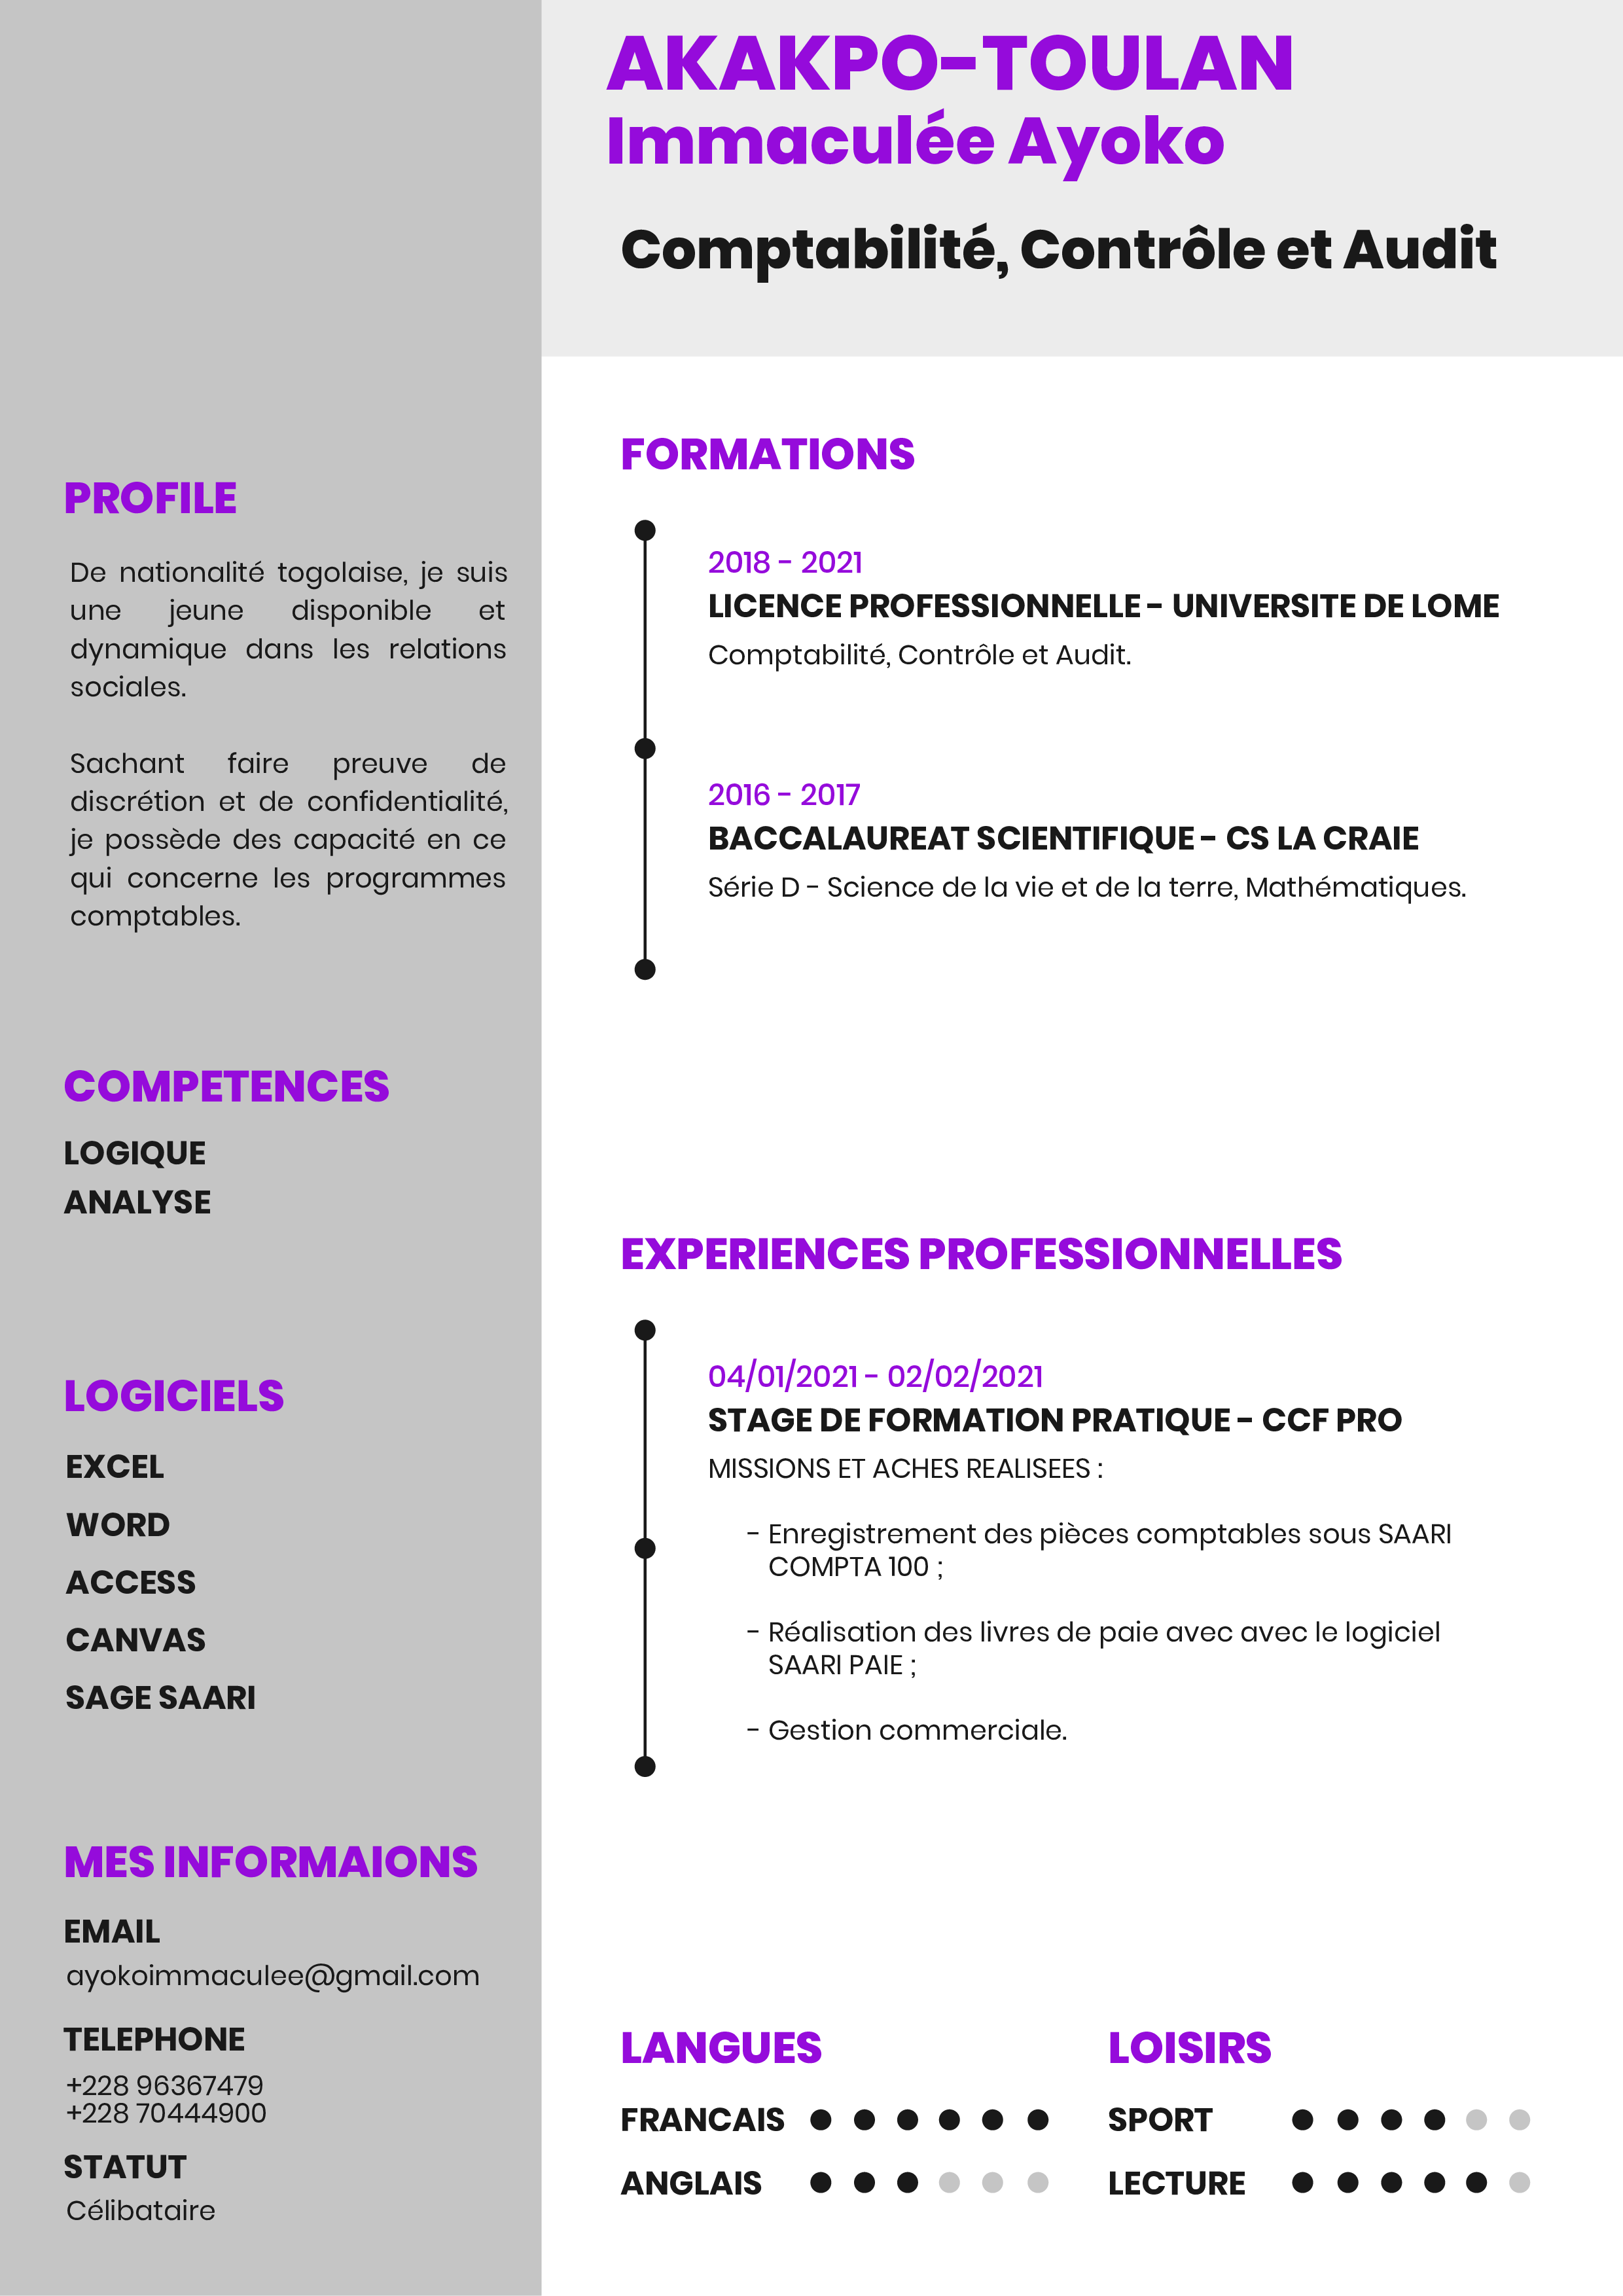 AKAKPO-TOULAN
Immaculée Ayoko
Comptabilité, Contrôle et Audit
PROFILE
De nationalité togolaise, je suis
une jeune disponible et
dynamique dans les relations
sociales.
Sachant faire preuve de
discrétion et de confidentialité,
je possède des capacité en ce
qui concerne les programmes
comptables.
COMPETENCES
LOGIQUE
ANALYSE
LOGICIELS
EXCEL
WORD
ACCESS
CANVAS
SAGE SAARI
MES INFORMAIONS
EMAIL
ayokoimmaculee@gmail.com
TELEPHONE
+228 96367479
+228 70444900
STATUT
Célibataire
FORMATIONS
2018 - 2021
LICENCE PROFESSIONNELLE - UNIVERSITE DE LOME
Comptabilité, Contrôle et Audit.
2016 - 2017
BACCALAUREAT SCIENTIFIQUE - CS LA CRAIE
Série D - Science de la vie et de la terre, Mathématiques.
EXPERIENCES PROFESSIONNELLES
04/01/2021 - 02/02/2021
STAGE DE FORMATION PRATIQUE - CCF PRO
MISSIONS ET ACHES REALISEES :
- Enregistrement des pièces comptables sous SAARI
COMPTA 100 ;
- Réalisation des livres de paie avec avec le logiciel
SAARI PAIE ;
- Gestion commerciale.
LANGUES
FRANCAIS
ANGLAIS
LOISIRS
SPORT
LECTURE